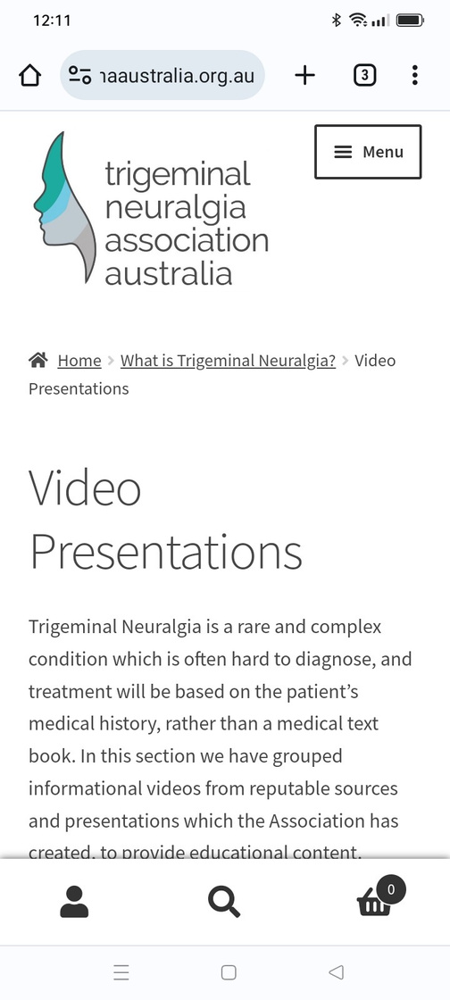 12:11
naaustralia.org.au
3
Menu
trigeminal
neuralgia
association
australia
Home > What is Trigeminal Neuralgia? > Video
Presentations
Video
Presentations
Trigeminal Neuralgia is a rare and complex
condition which is often hard to diagnose, and
treatment will be based on the patient’s
medical history, rather than a medical text
book. In this section we have grouped
informational videos from reputable sources
and presentations which the Association has
created, to provide educational content.
0